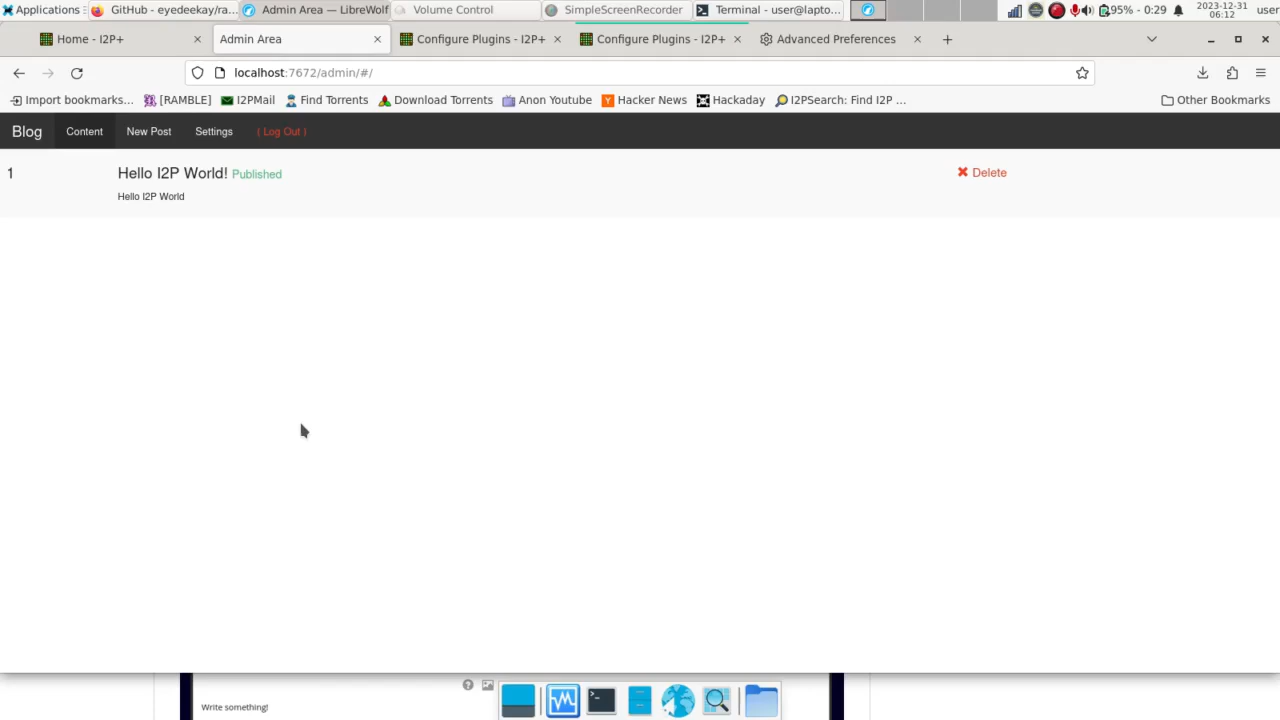 Applications
GitHub - eyedeekay/ra...
Admin Area — LibreWolf
Volume Control
SimpleScreenRecorder
Terminal - user@lapto...
95% - 0:29
2023-12-31
06:12
user
Home - I2P+
Admin Area
Configure Plugins - I2P+
Configure Plugins - I2P+
Advanced Preferences
localhost:7672/admin/#/
Import bookmarks...
[RAMBLE]
I2PMail
Find Torrents
Download Torrents
Anon Youtube
Hacker News
Hackaday
I2PSearch: Find I2P ...
Other Bookmarks
Blog
Content
New Post
Settings
( Log Out )
1
Hello I2P World! Published
Delete
Hello I2P World
Write something!